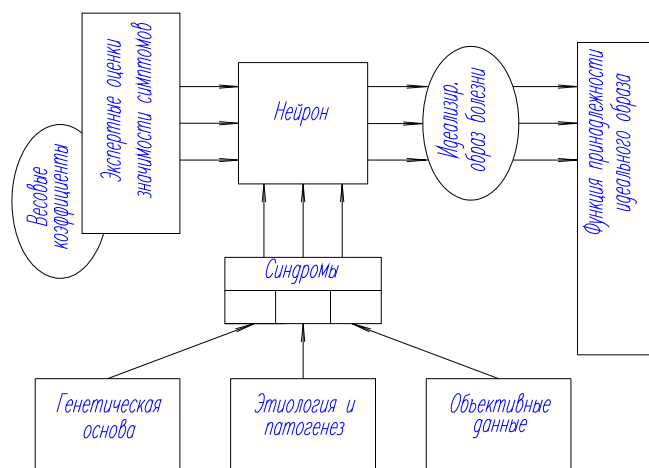 Весовые
коэффициенты
Экспертные оценки
значимости симптомов
Нейрон
Идеализир.
образ болезни
Функция принадлежности
идеального образа
Синдромы
Генетическая
основа
Этиология и
патогенез
Объективные
данные